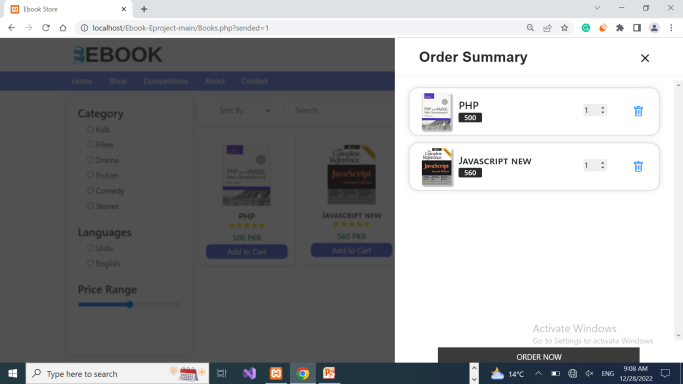 Ebook Store
localhost/Ebook-Eproject-main/Books.php?sended=1
EBOOK
Home Shop Competitions About Contact
Category
Kids
Films
Drama
Fiction
Comedy
Stories
Languages
Urdu
English
Price Range
Sort By
Search..
PHP
500 PKR
Add to Cart
JavaScript
JAVASCRIPT NEW
560 PKR
Add to Cart
Order Summary
PHP
500
1
JavaScript
JAVASCRIPT NEW
560
1
Activate Windows
Go to Settings to activate Windows.
ORDER NOW
Type here to search
14°C
ENG
9:08 AM
12/28/2022